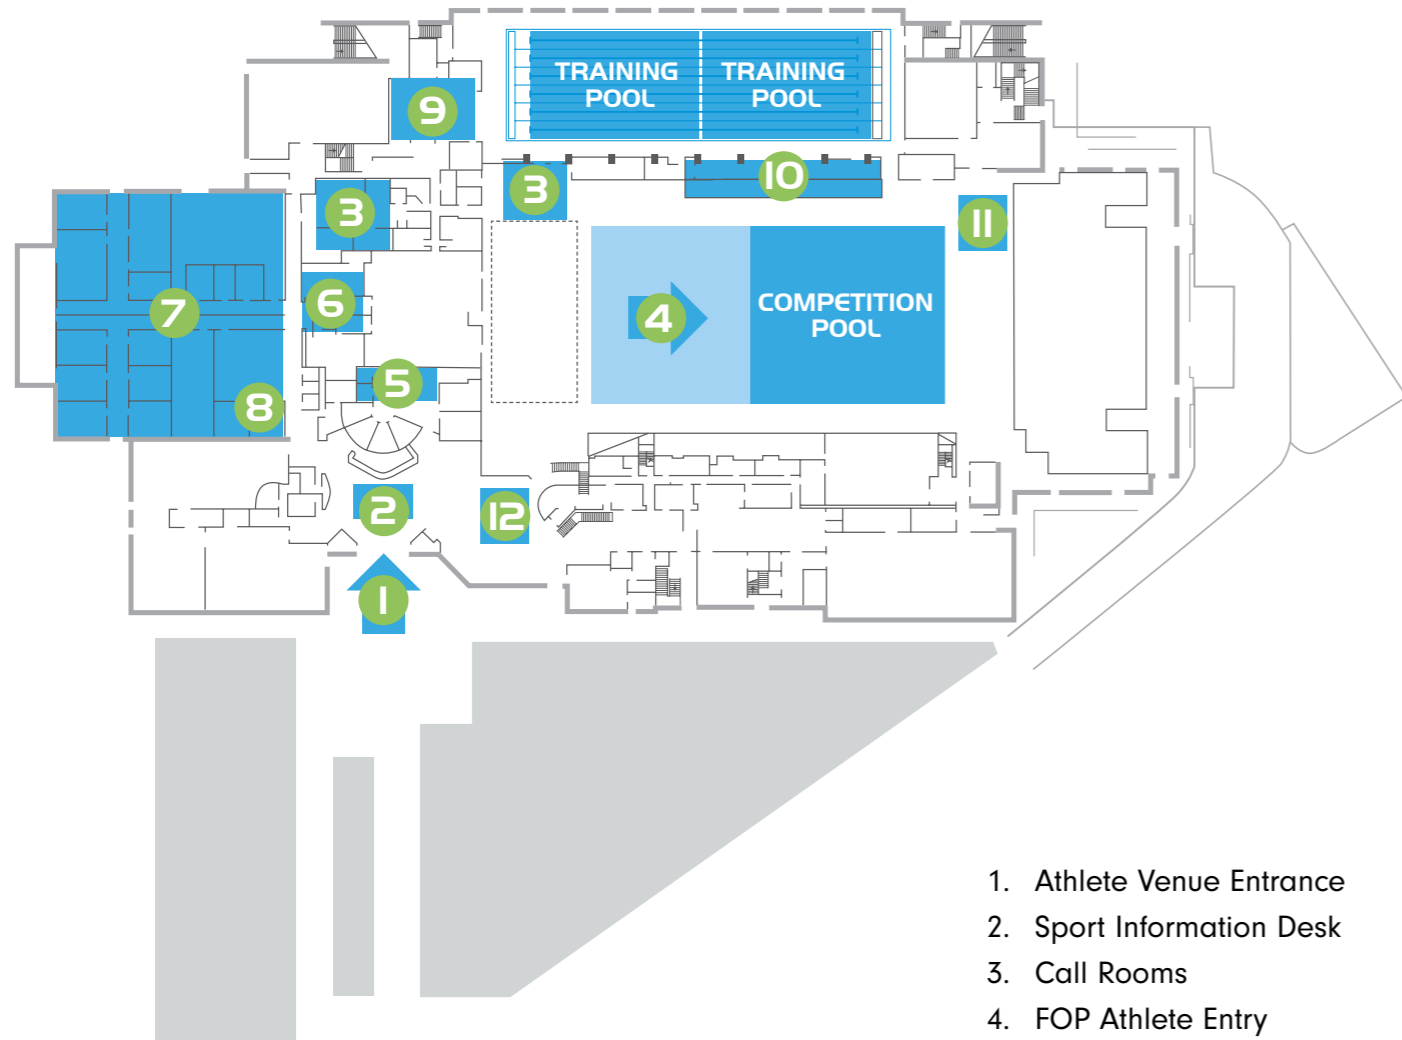 TRAINING
POOL
TRAINING
POOL
9
10
3
3
11
7
6
4
COMPETITION
POOL
5
8
2
12
1
1. Athlete Venue Entrance
2. Sport Information Desk
3. Call Rooms
4. FOP Athlete Entry